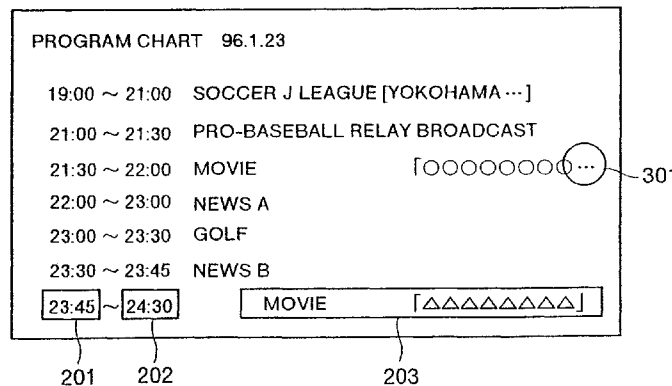 PROGRAM CHART 96.1.23
19:00 ~ 21:00 SOCCER J LEAGUE [YOKOHAMA ···]
21:00 ~ 21:30 PRO-BASEBALL RELAY BROADCAST
21:30 ~ 22:00 MOVIE 「○○○○○○○○ ··· 301
22:00 ~ 23:00 NEWS A
23:00 ~ 23:30 GOLF
23:30 ~ 23:45 NEWS B
23:45 ~ 24:30 MOVIE 「△△△△△△△△」
201 202 203